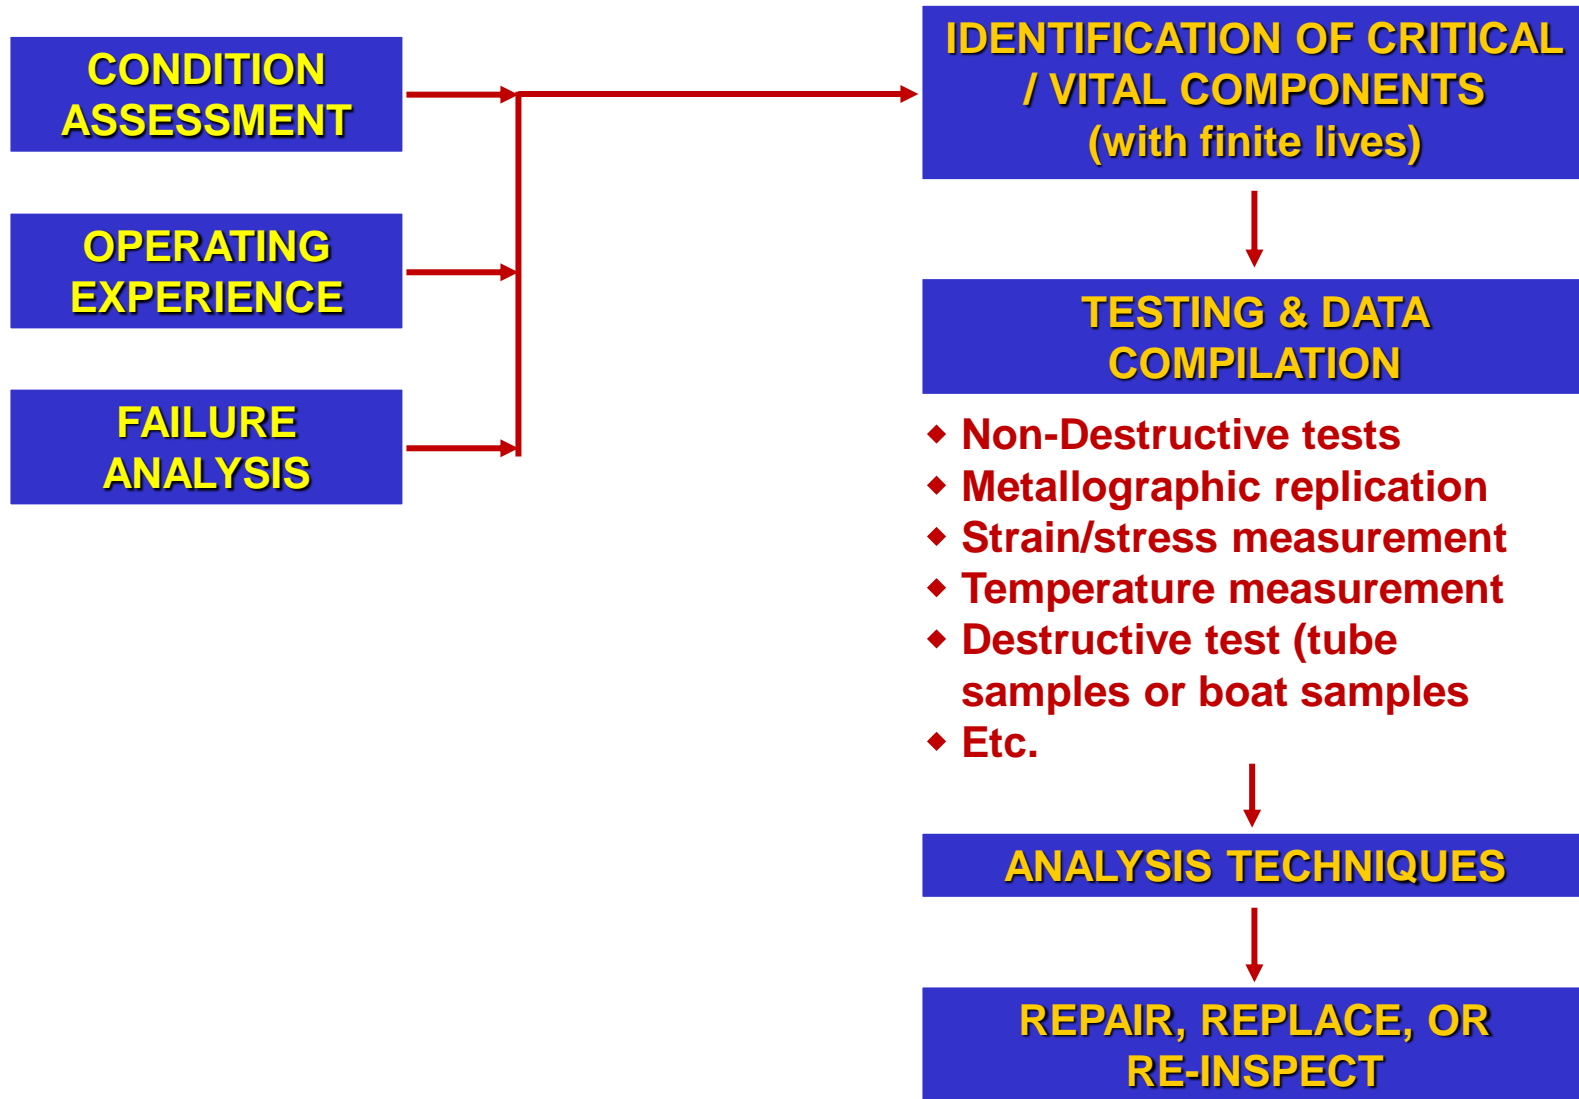 CONDITION
ASSESSMENT
OPERATING
EXPERIENCE
FAILURE
ANALYSIS
IDENTIFICATION OF CRITICAL
/ VITAL COMPONENTS
(with finite lives)
TESTING & DATA
COMPILATION
◆ Non-Destructive tests
◆ Metallographic replication
◆ Strain/stress measurement
◆ Temperature measurement
◆ Destructive test (tube
samples or boat samples
◆ Etc.
ANALYSIS TECHNIQUES
REPAIR, REPLACE, OR
RE-INSPECT